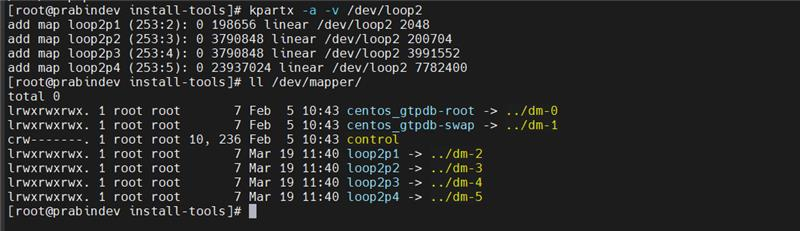 [root@prabindev install-tools]# kpartx -a -v /dev/loop2
add map loop2p1 (253:2): 0 198656 linear /dev/loop2 2048
add map loop2p2 (253:3): 0 3790848 linear /dev/loop2 200704
add map loop2p3 (253:4): 0 3790848 linear /dev/loop2 3991552
add map loop2p4 (253:5): 0 23937024 linear /dev/loop2 7782400
[root@prabindev install-tools]# ll /dev/mapper/
total 0
lrwxrwxrwx. 1 root root       7 Feb  5 10:43 centos_gtpdb-root -> ../dm-0
lrwxrwxrwx. 1 root root       7 Feb  5 10:43 centos_gtpdb-swap -> ../dm-1
crw-------. 1 root root 10, 236 Feb  5 10:43 control
lrwxrwxrwx. 1 root root       7 Mar 19 11:40 loop2p1 -> ../dm-2
lrwxrwxrwx. 1 root root       7 Mar 19 11:40 loop2p2 -> ../dm-3
lrwxrwxrwx. 1 root root       7 Mar 19 11:40 loop2p3 -> ../dm-4
lrwxrwxrwx. 1 root root       7 Mar 19 11:40 loop2p4 -> ../dm-5
[root@prabindev install-tools]#